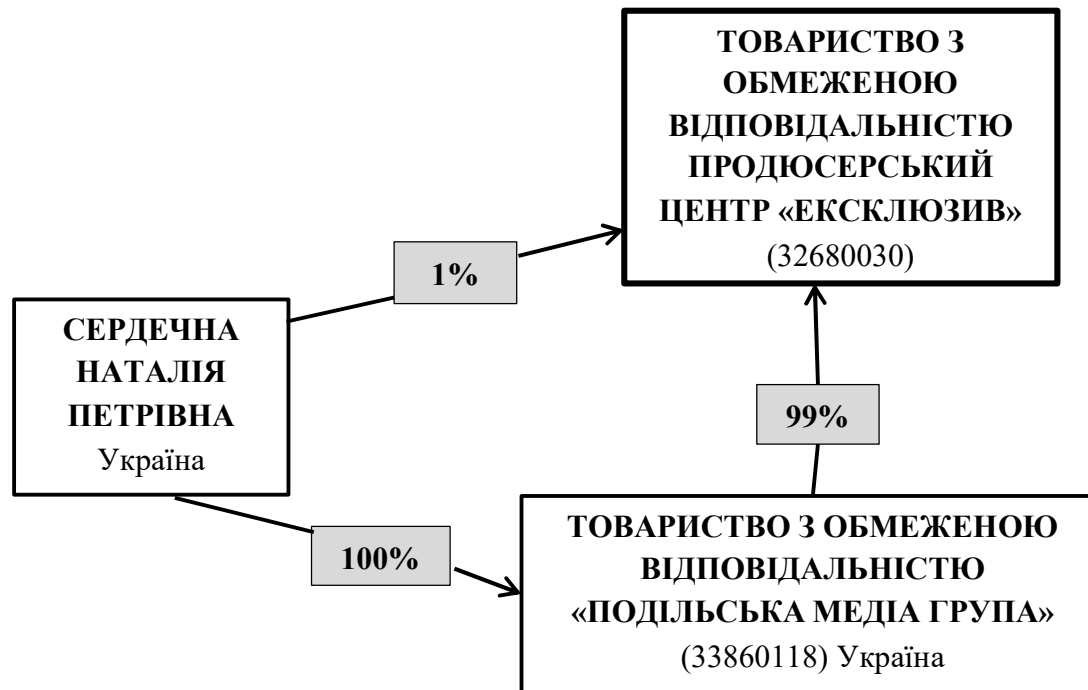 ТОВАРИСТВО З
ОБМЕЖЕНОЮ
ВІДПОВІДАЛЬНІСТЮ
ПРОДЮСЕРСЬКИЙ
ЦЕНТР «ЕКСКЛЮЗИВ»
(32680030)
1%
СЕРДЕЧНА
НАТАЛІЯ
ПЕТРІВНА
Україна
99%
100%
ТОВАРИСТВО З ОБМЕЖЕНОЮ
ВІДПОВІДАЛЬНІСТЮ
«ПОДІЛЬСЬКА МЕДІА ГРУПА»
(33860118) Україна